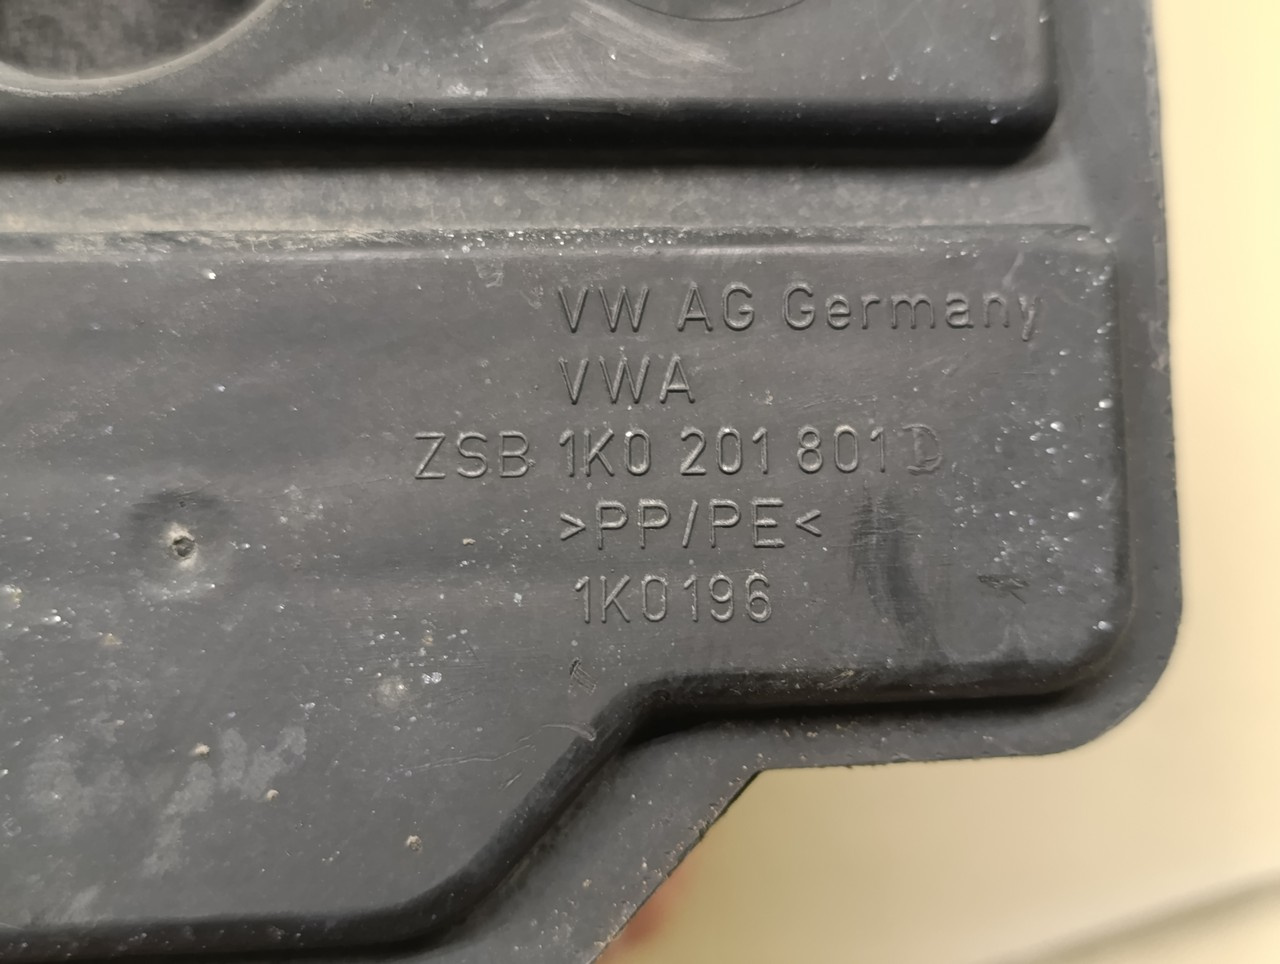 VW AG Germany
VWA
ZSB 1K0 201 801 D
>PP/PE<
1K0196